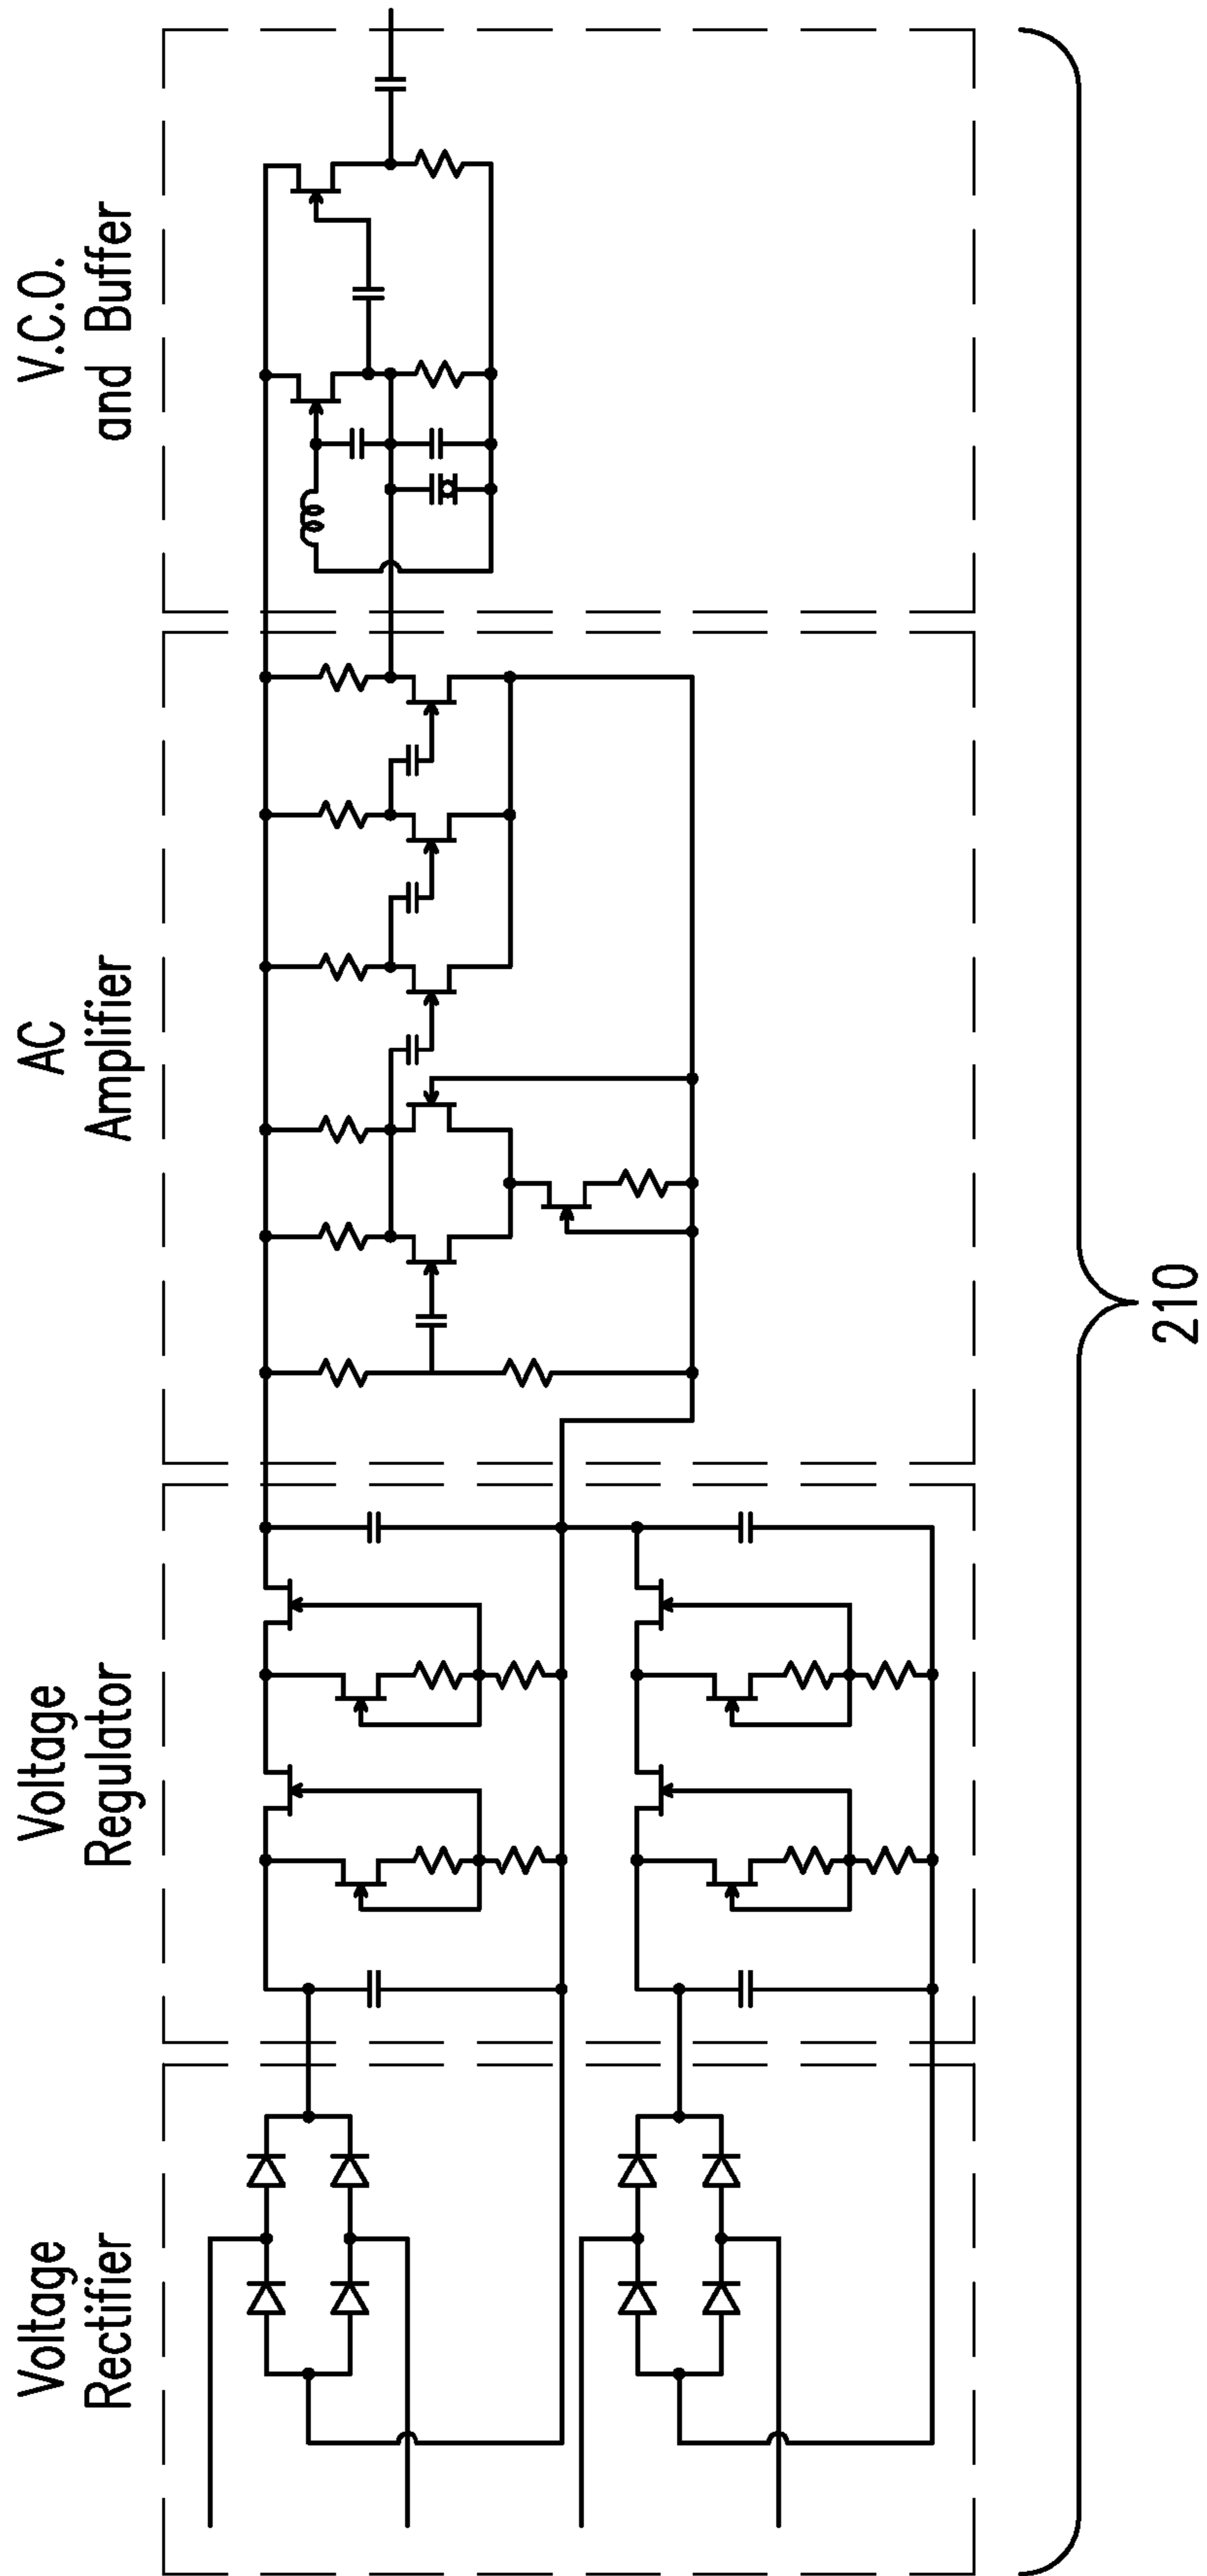 Voltage
Rectifier
Voltage
Regulator
AC
Amplifier
V.C.O.
and Buffer
210